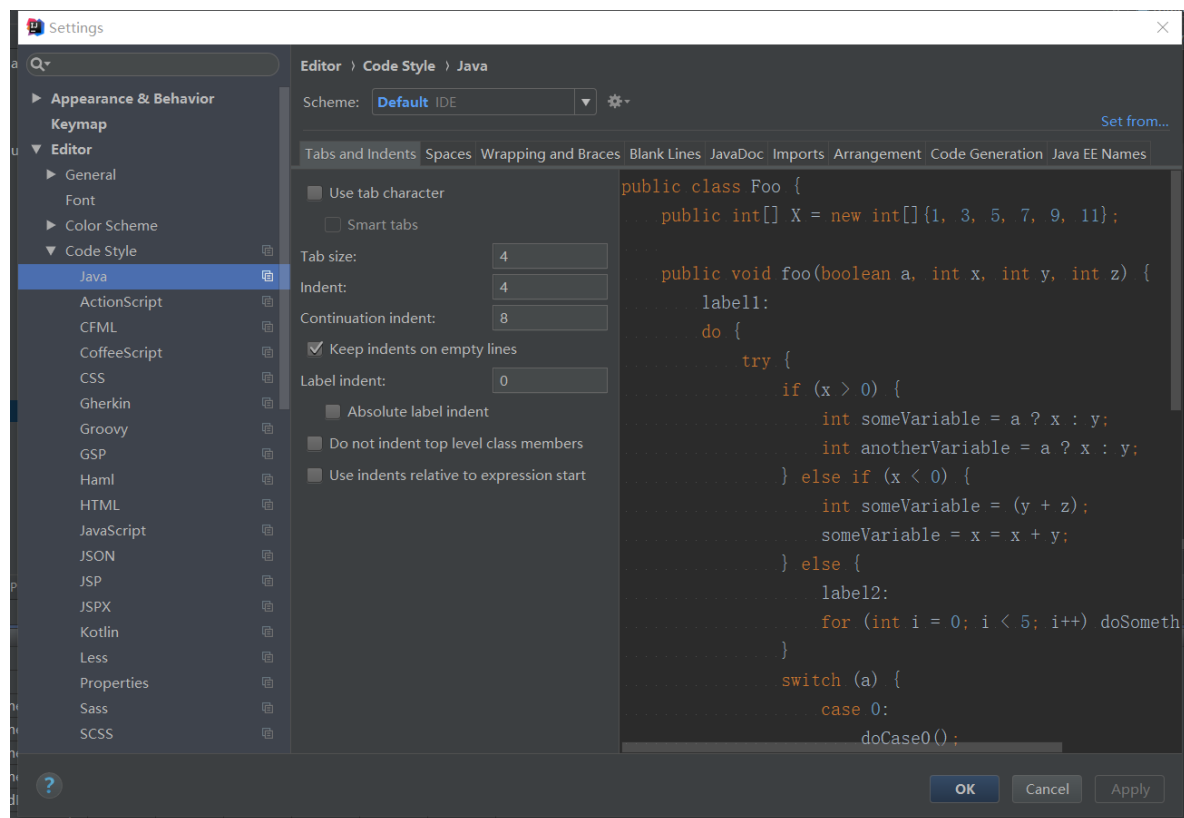 Settings
Editor › Code Style › Java
Scheme: Default IDE
Set from...
Appearance & Behavior
Keymap
Editor
General
Font
Color Scheme
Code Style
Java
ActionScript
CFML
CoffeeScript
CSS
Gherkin
Groovy
GSP
Haml
HTML
JavaScript
JSON
JSP
JSPX
Kotlin
Less
Properties
Sass
SCSS
Tabs and Indents Spaces Wrapping and Braces Blank Lines JavaDoc Imports Arrangement Code Generation Java EE Names
Use tab character
Smart tabs
Tab size: 4
Indent: 4
Continuation indent: 8
Keep indents on empty lines
Label indent: 0
Absolute label indent
Do not indent top level class members
Use indents relative to expression start
public class Foo {
public int[] X = new int[]{1, 3, 5, 7, 9, 11};
public void foo(boolean a, int x, int y, int z) {
label1:
do {
try {
if (x > 0) {
int someVariable = a ? x : y;
int anotherVariable = a ? x : y;
} else if (x < 0) {
int someVariable = (y + z);
someVariable = x = x + y;
} else {
label2:
for (int i = 0; i < 5; i++) doSometh
}
switch (a) {
case 0:
doCase0();
?
OK Cancel Apply